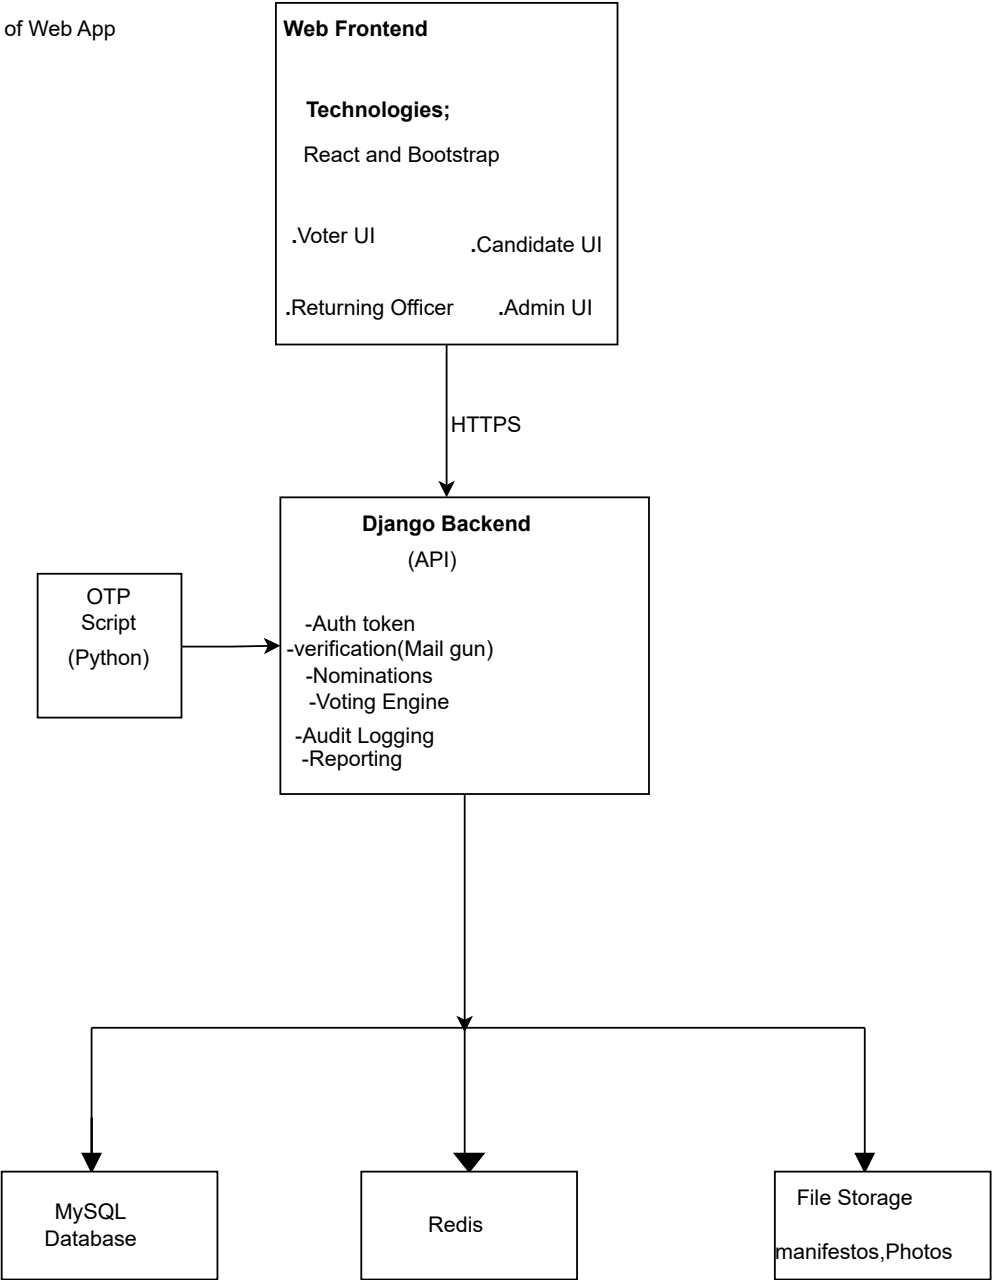 of Web App
Web Frontend
Technologies;
React and Bootstrap
.Voter UI
.Candidate UI
.Returning Officer
.Admin UI
HTTPS
Django Backend
(API)
OTP
Script
(Python)
-Auth token
-verification(Mail gun)
-Nominations
-Voting Engine
-Audit Logging
-Reporting
MySQL
Database
Redis
File Storage
manifestos,Photos